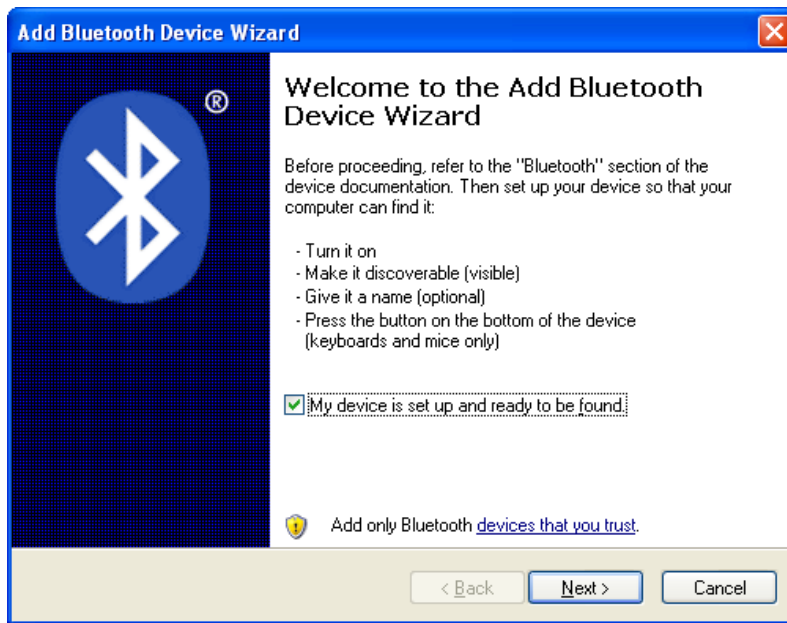 Add Bluetooth Device Wizard
®
Welcome to the Add Bluetooth
Device Wizard
Before proceeding, refer to the "Bluetooth" section of the
device documentation. Then set up your device so that your
computer can find it:
- Turn it on
- Make it discoverable (visible)
- Give it a name (optional)
- Press the button on the bottom of the device
(keyboards and mice only)
My device is set up and ready to be found.
Add only Bluetooth devices that you trust.
< Back
Next >
Cancel